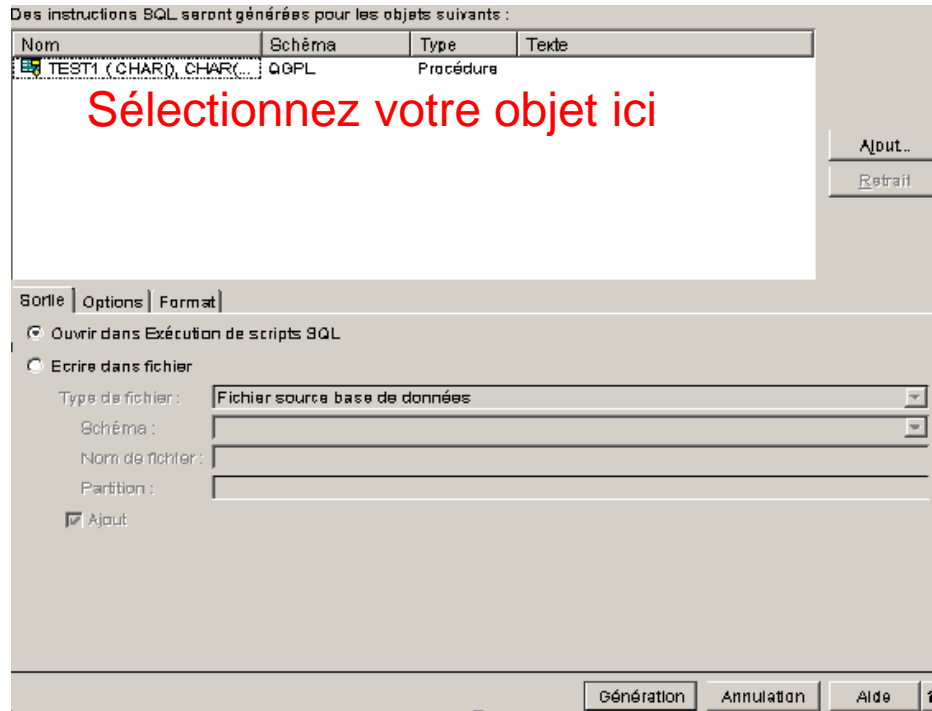 Des instructions SQL seront générées pour les objets suivants :
Nom Schéma Type Texte
TEST1 ( CHAR(), CHAR(... QGPL Procédure
Sélectionnez votre objet ici
Ajout...
Retrait
Sortie Options Format
Ouvrir dans Exécution de scripts SQL
Ecrire dans fichier
Type de fichier : Fichier source base de données
Schéma :
Nom de fichier :
Partition :
Ajout
Génération Annulation Aide ?